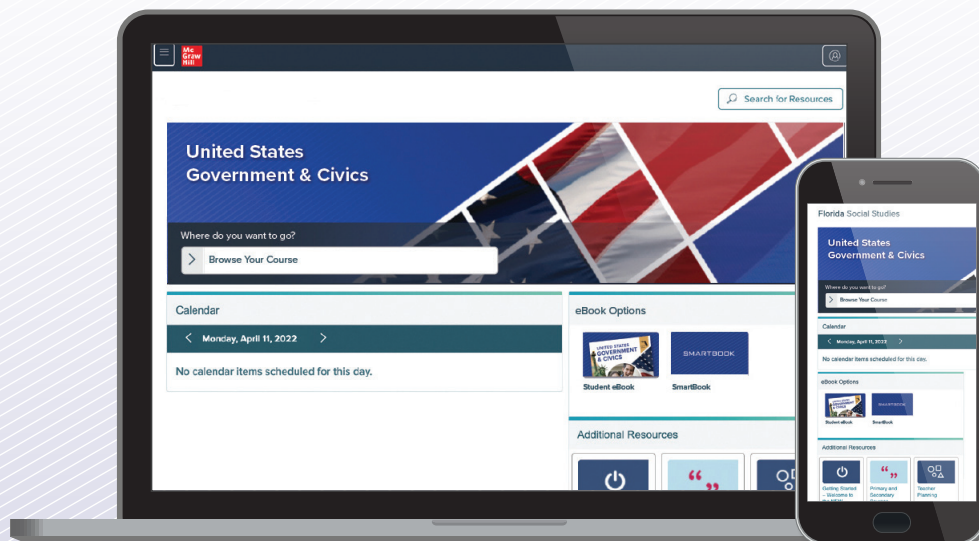 Mc
Graw
Hill
Search for Resources
United States
Government & Civics
Where do you want to go?
Browse Your Course
Calendar
Monday, April 11, 2022
No calendar items scheduled for this day.
eBook Options
UNITED STATES
GOVERNMENT
& CIVICS
SMARTBOOK
Student eBook
SmartBook
Additional Resources
Florida Social Studies
United States
Government & Civics
Where do you want to go?
Browse Your Course
Calendar
Monday, April 11, 2022
No calendar items scheduled for this day.
eBook Options
SMARTBOOK
Student eBook
SmartBook
Additional Resources
Getting Started
– Welcome to
Primary and
Secondary
Teacher
Planning